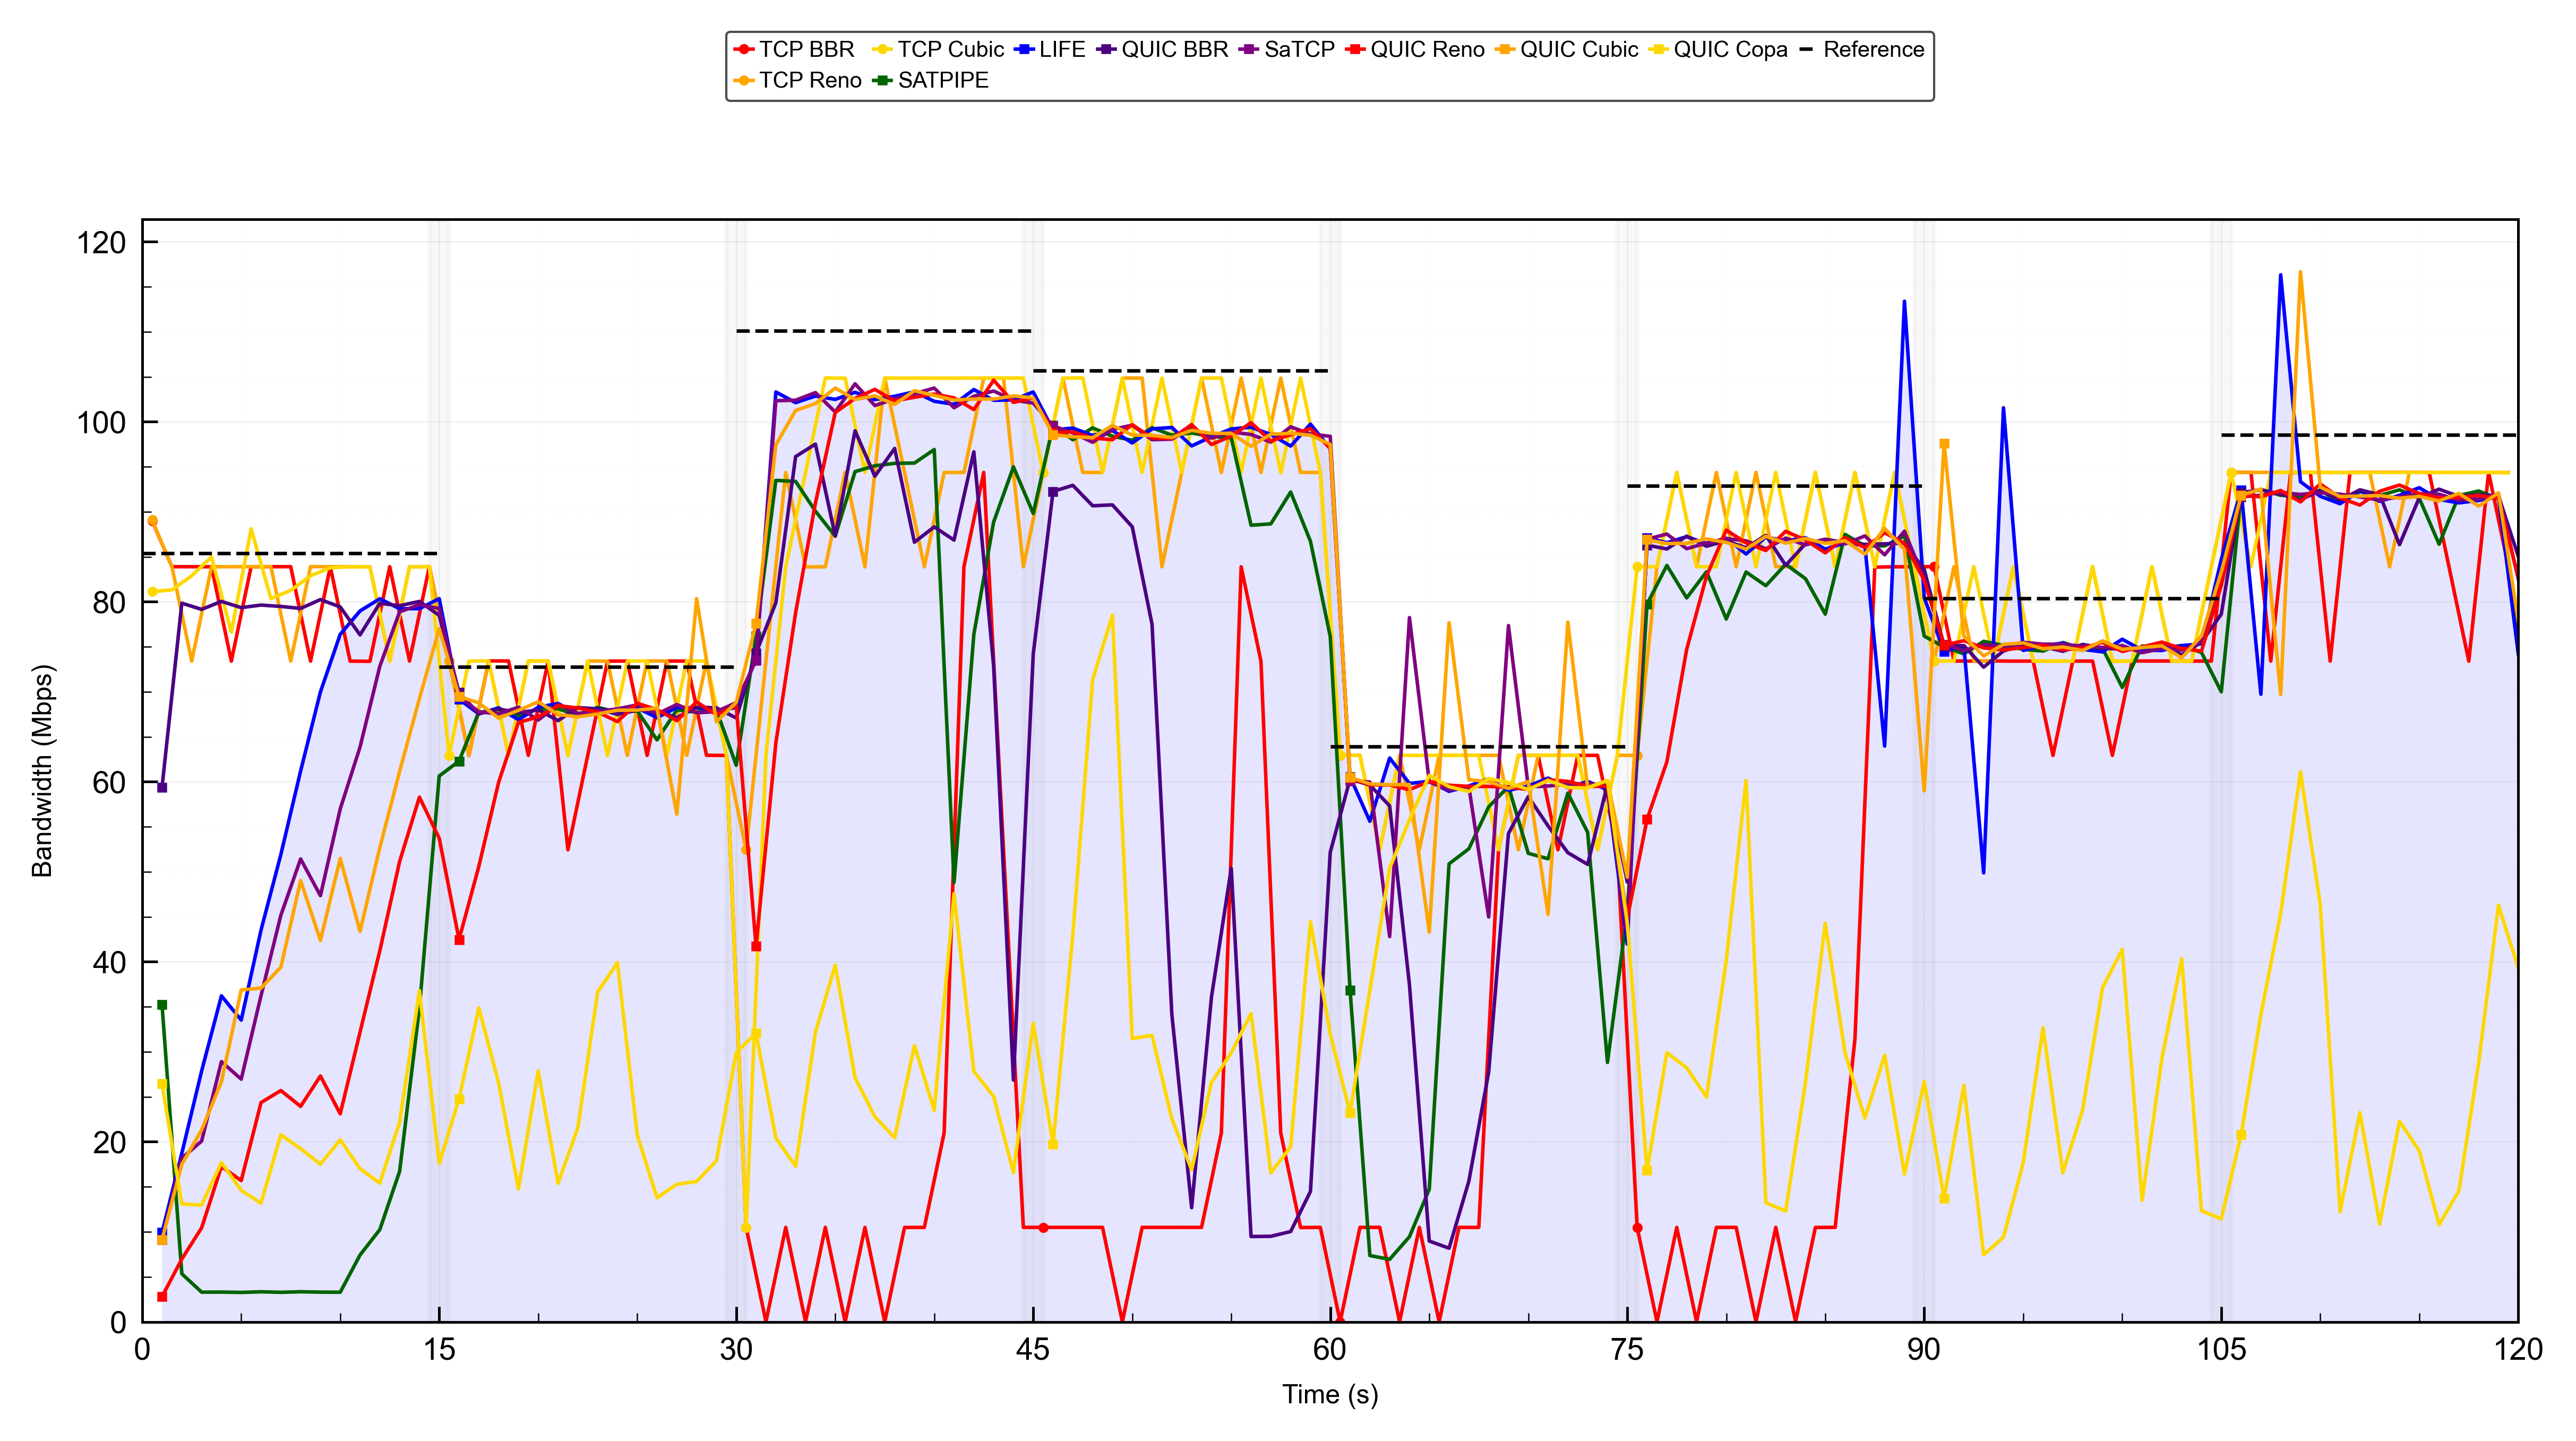 TCP BBR TCP Cubic LIFE QUIC BBR SaTCP QUIC Reno QUIC Cubic QUIC Copa Reference
TCP Reno SATPIPE
120
100
80
60
40
20
0
Bandwidth (Mbps)
0 15 30 45 60 75 90 105 120
Time (s)